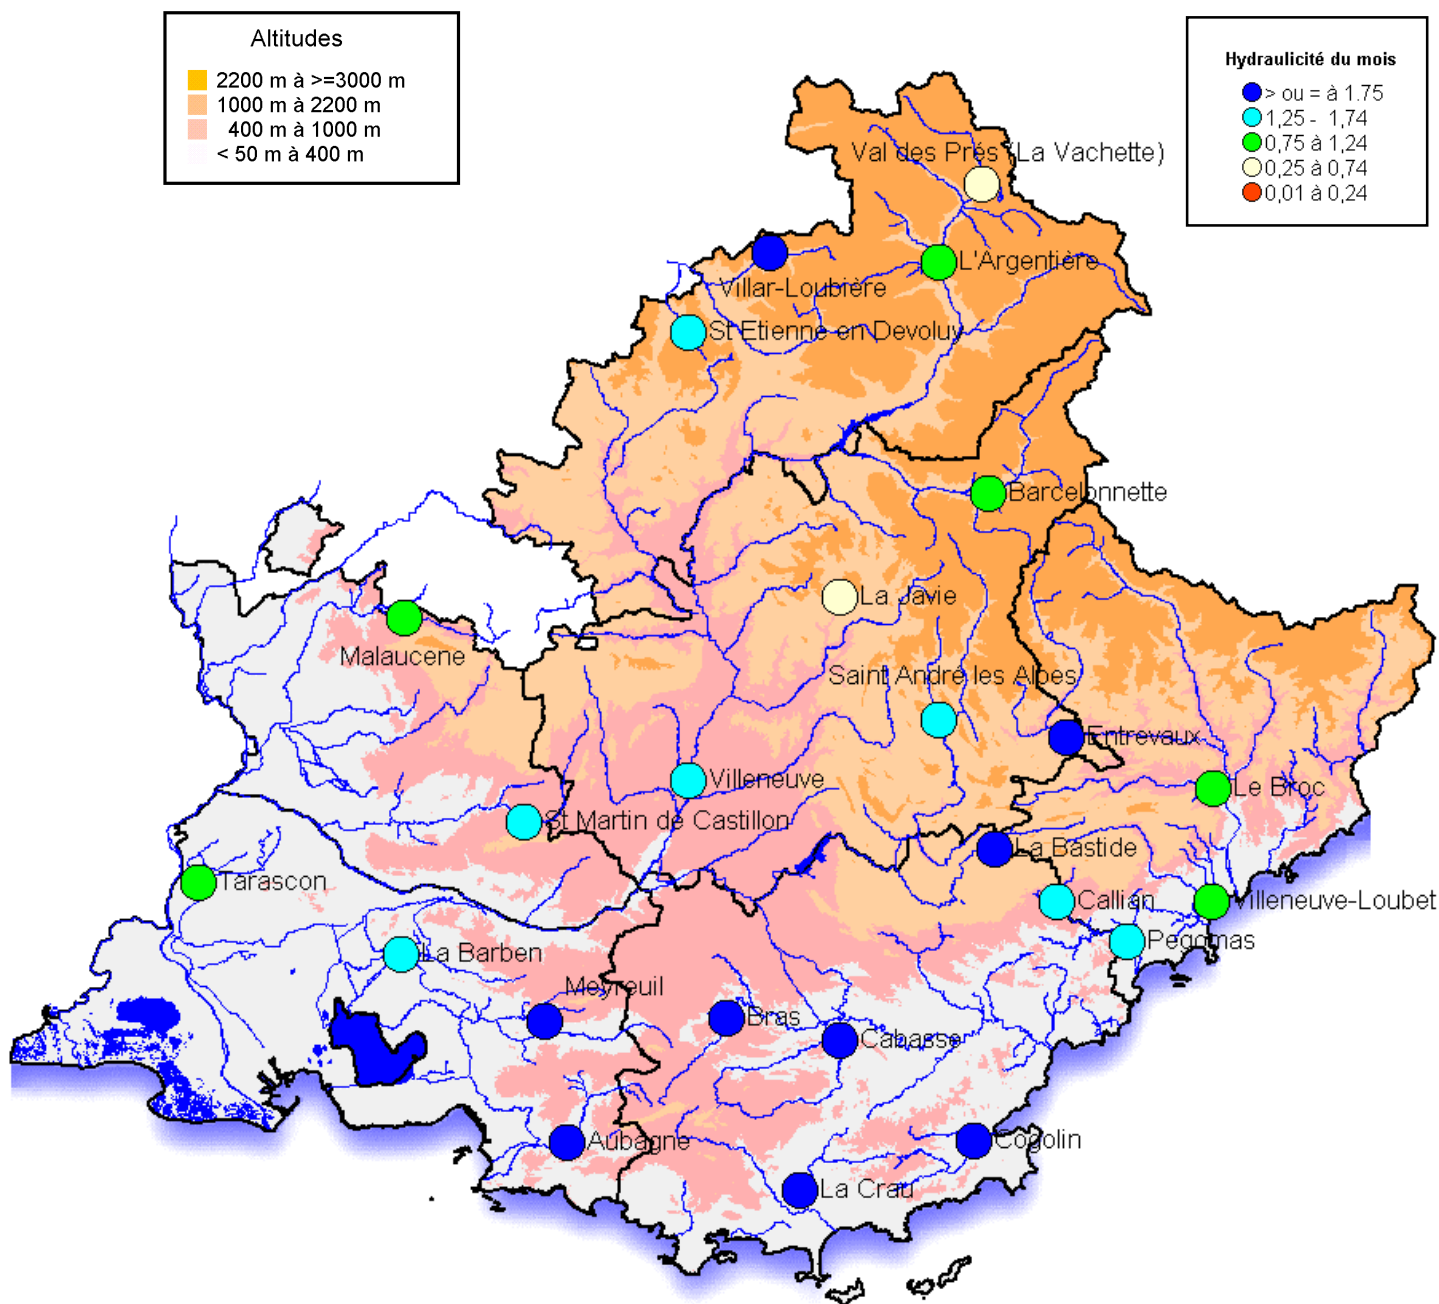 Altitudes
2200 m à >=3000 m
1000 m à 2200 m
400 m à 1000 m
< 50 m à 400 m
Hydraulicité du mois
> ou = à 1.75
1,25 - 1,74
0,75 à 1,24
0,25 à 0,74
0,01 à 0,24
Val des Prés (La Vachette)
L'Argentière
Villar-Loubière
St Etienne en Devoluy
Barcelonnette
La Javie
Malaucene
Saint André les Alpes
Entrevaux
Villeneuve
Le Broc
St Martin de Castillon
La Bastide
Tarascon
Callian
Villeneuve-Loubet
Pegomas
La Barben
Meyreuil
Bras
Cabasse
Aubagne
Cogolin
La Crau